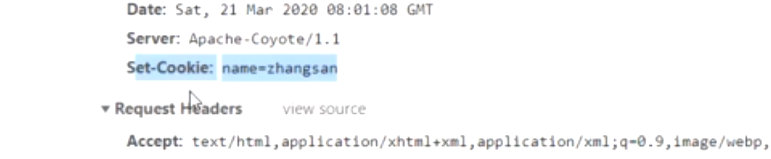 Date: Sat, 21 Mar 2020 08:01:08 GMT
Server: Apache-Coyote/1.1
Set-Cookie: name=zhangsan
▼ Request Headers view source
Accept: text/html,application/xhtml+xml,application/xml;q=0.9,image/webp,